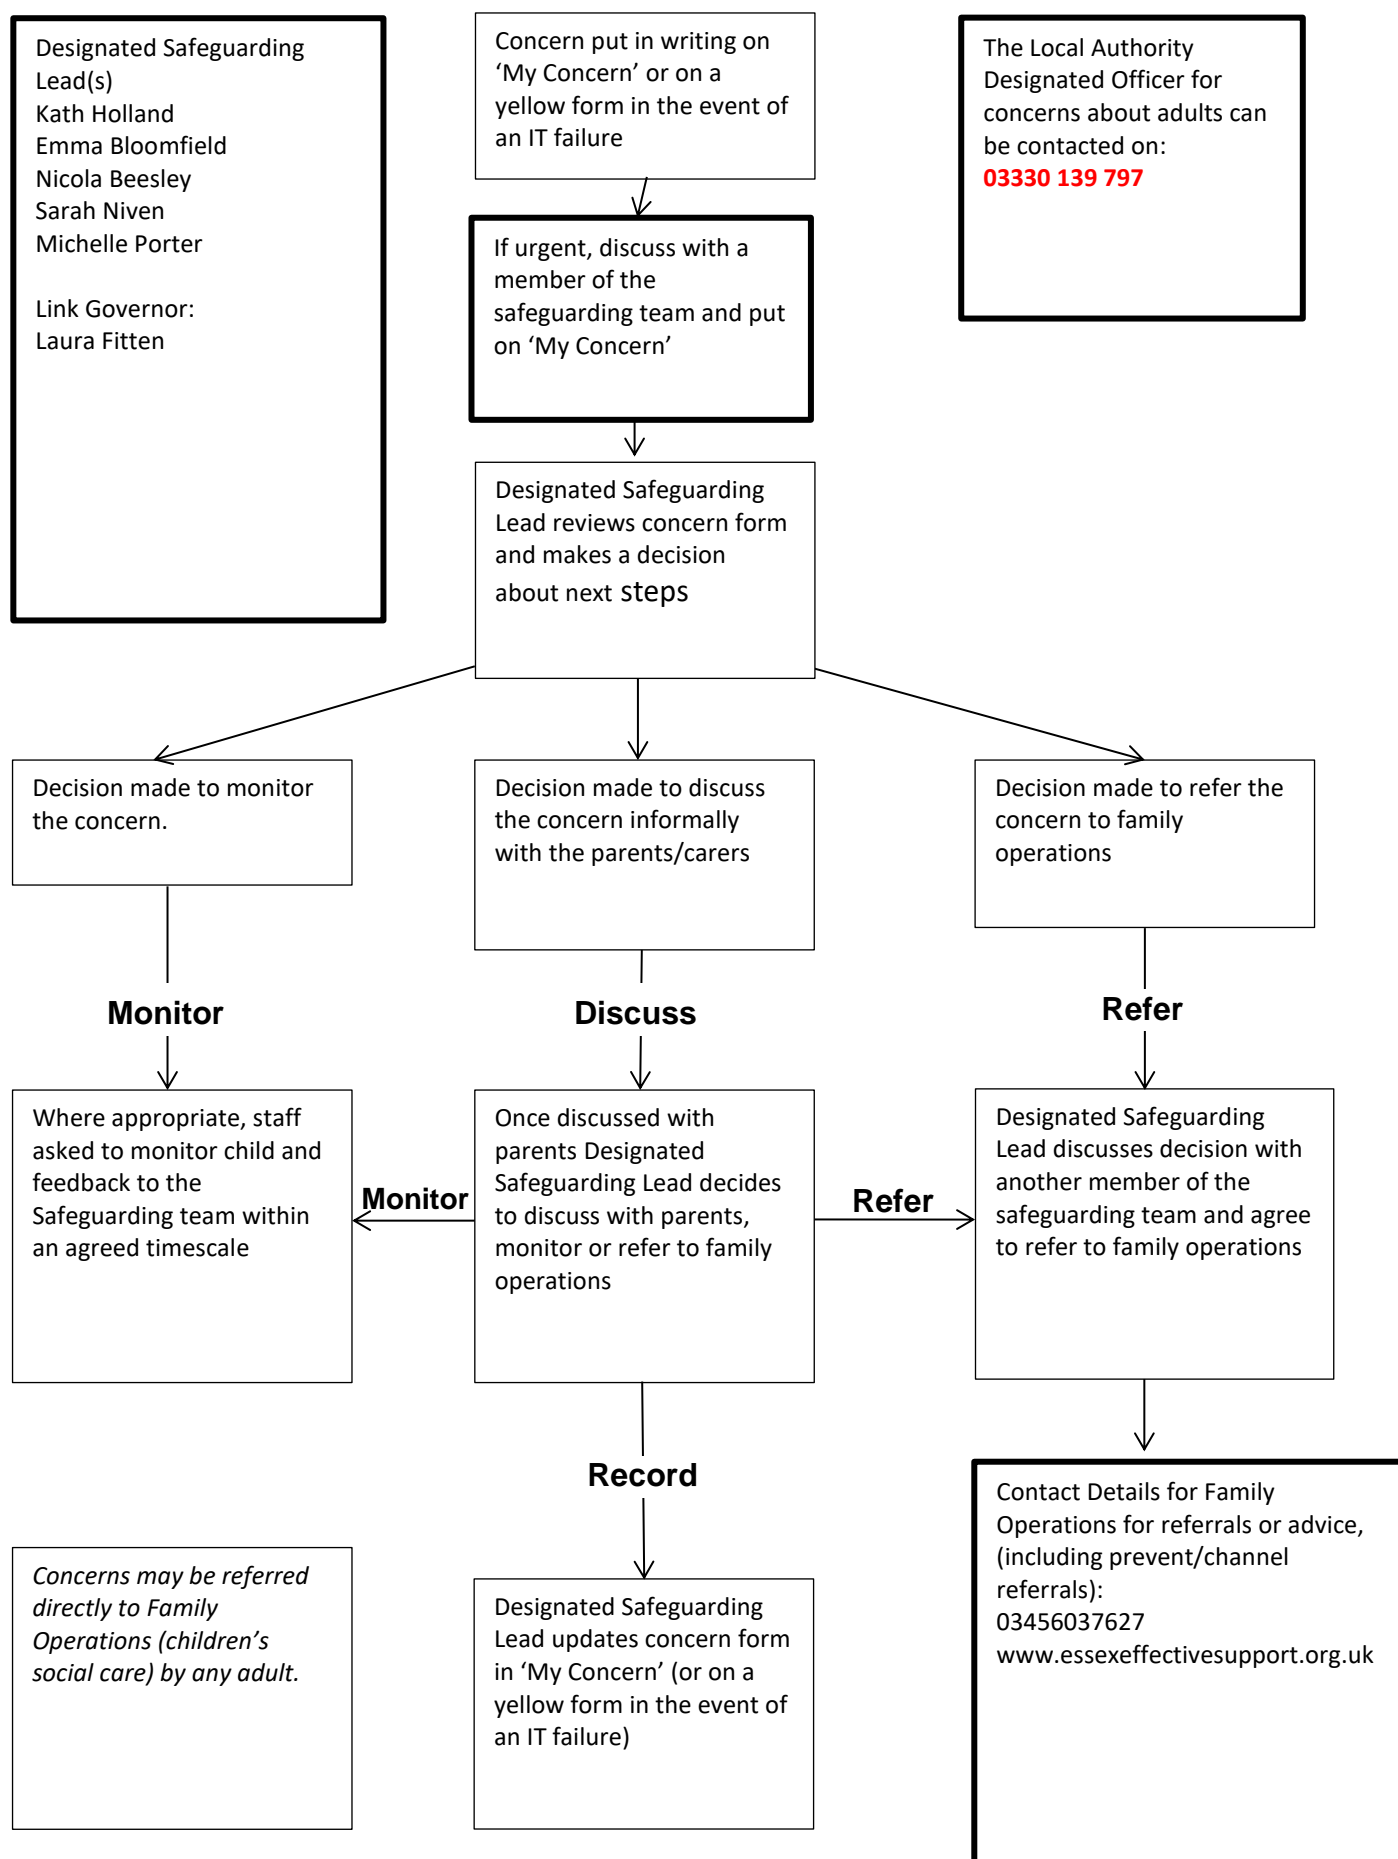 Designated Safeguarding
Lead(s)
Kath Holland
Emma Bloomfield
Nicola Beesley
Sarah Niven
Michelle Porter
Link Governor:
Laura Fitten
Concern put in writing on
‘My Concern’ or on a
yellow form in the event of
an IT failure
The Local Authority
Designated Officer for
concerns about adults can
be contacted on:
03330 139 797
If urgent, discuss with a
member of the
safeguarding team and put
on ‘My Concern’
Designated Safeguarding
Lead reviews concern form
and makes a decision
about next steps
Decision made to monitor
the concern.
Decision made to discuss
the concern informally
with the parents/carers
Decision made to refer the
concern to family
operations
Monitor
Discuss
Refer
Where appropriate, staff
asked to monitor child and
feedback to the
Safeguarding team within
an agreed timescale
Monitor
Once discussed with
parents Designated
Safeguarding Lead decides
to discuss with parents,
monitor or refer to family
operations
Refer
Designated Safeguarding
Lead discusses decision with
another member of the
safeguarding team and agree
to refer to family operations
Record
Concerns may be referred
directly to Family
Operations (children’s
social care) by any adult.
Designated Safeguarding
Lead updates concern form
in ‘My Concern’ (or on a
yellow form in the event of
an IT failure)
Contact Details for Family
Operations for referrals or advice,
(including prevent/channel
referrals):
03456037627
www.essexeffectivesupport.org.uk